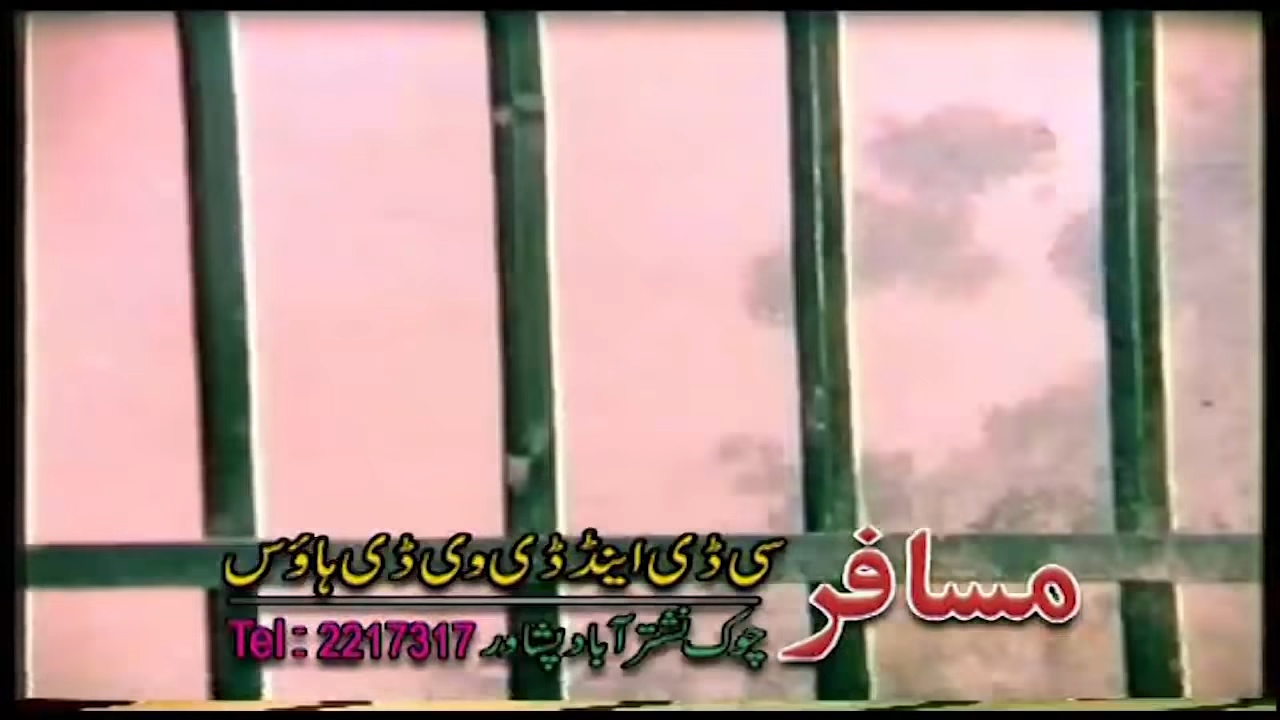 مسافر
سی ڈی اینڈ ڈی وی ڈی ہاؤس
چوک نشتر آباد پشاور Tel : 2217317